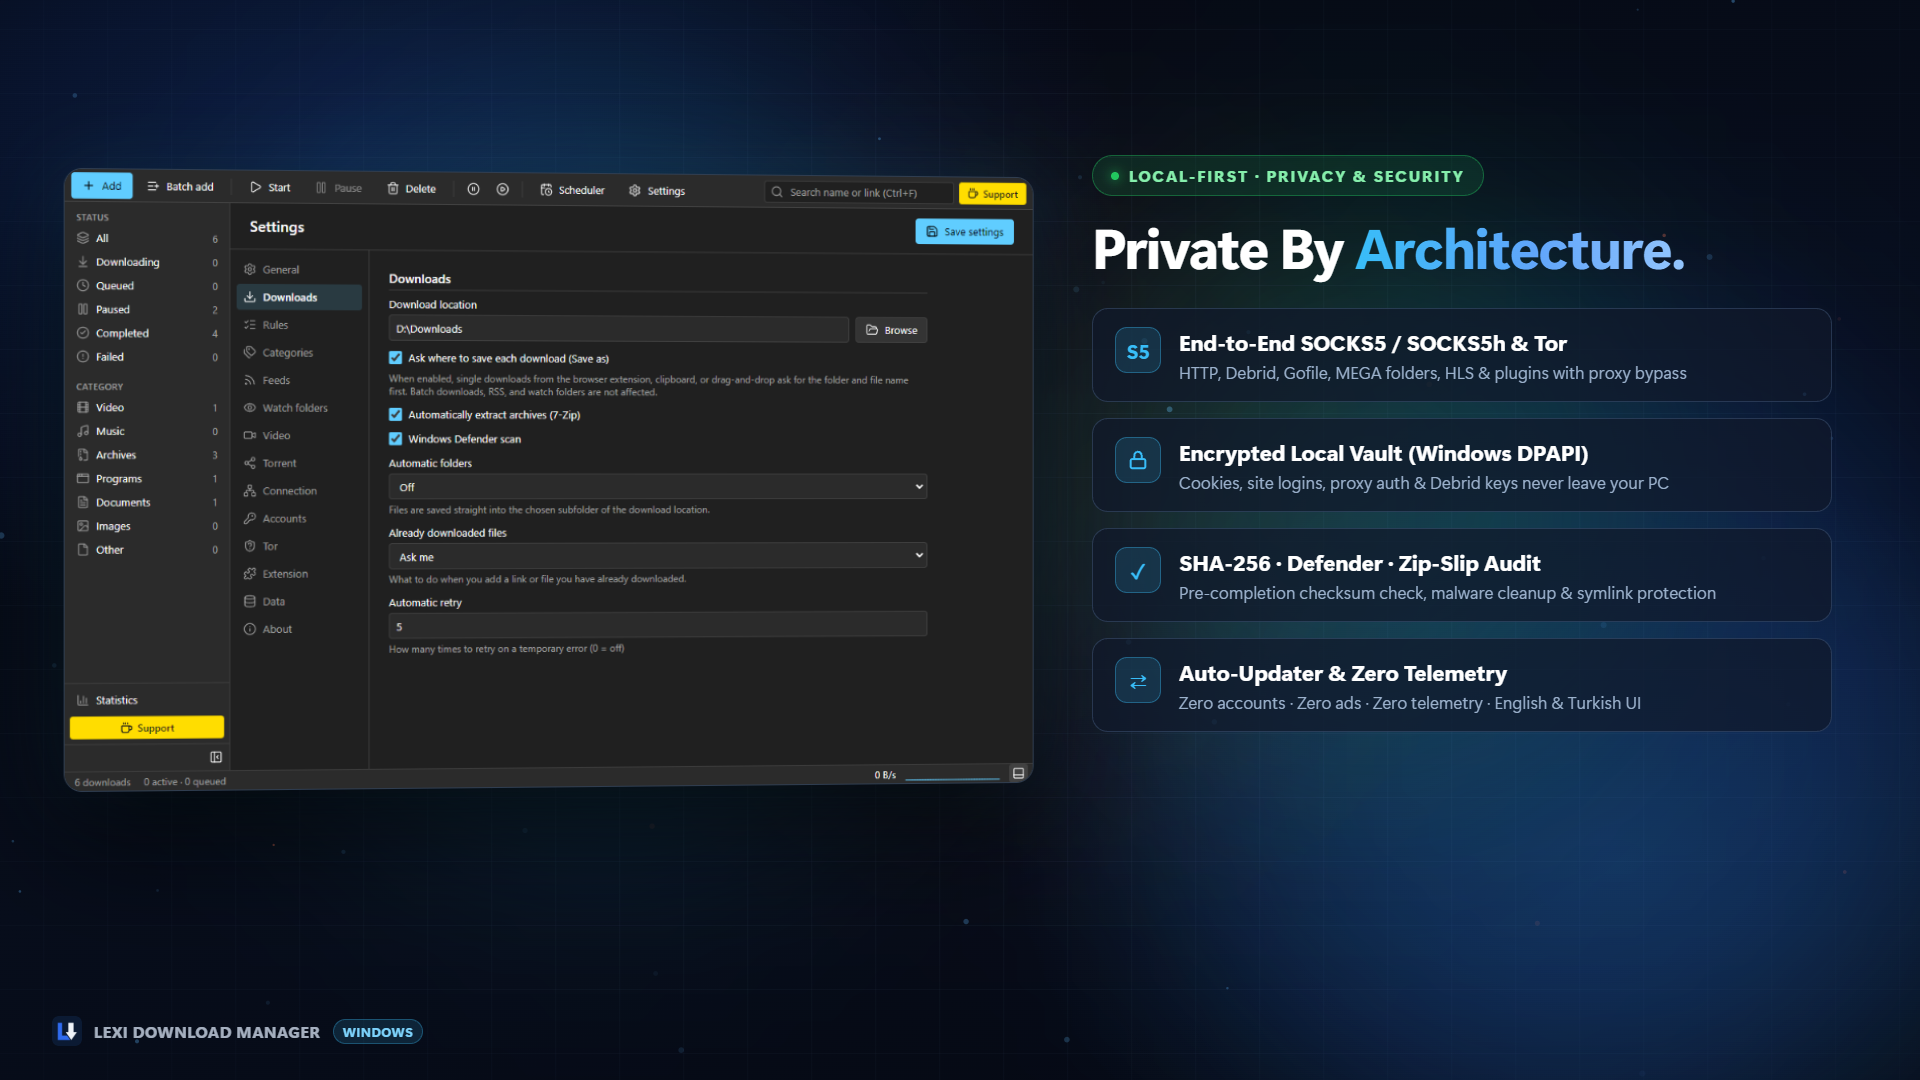 Add
Batch add
Start
Pause
Delete
Scheduler
Settings
Search name or link (Ctrl+F)
Support
STATUS
All 6
Downloading 0
Queued 0
Paused 2
Completed 4
Failed 0
CATEGORY
Video 1
Music 0
Archives 3
Programs 1
Documents 1
Images 0
Other 0
Statistics
Support
6 downloads 0 active · 0 queued
0 B/s
Settings
Save settings
General
Downloads
Rules
Categories
Feeds
Watch folders
Video
Torrent
Connection
Accounts
Tor
Extension
Data
About
Downloads
Download location
D:\Downloads
Browse
Ask where to save each download (Save as)
When enabled, single downloads from the browser extension, clipboard, or drag-and-drop ask for the folder and file name
first. Batch downloads, RSS, and watch folders are not affected.
Automatically extract archives (7-Zip)
Windows Defender scan
Automatic folders
Off
Files are saved straight into the chosen subfolder of the download location.
Already downloaded files
Ask me
What to do when you add a link or file you have already downloaded.
Automatic retry
5
How many times to retry on a temporary error (0 = off)
LOCAL-FIRST · PRIVACY & SECURITY
Private By Architecture.
S5
End-to-End SOCKS5 / SOCKS5h & Tor
HTTP, Debrid, Gofile, MEGA folders, HLS & plugins with proxy bypass
Encrypted Local Vault (Windows DPAPI)
Cookies, site logins, proxy auth & Debrid keys never leave your PC
SHA-256 · Defender · Zip-Slip Audit
Pre-completion checksum check, malware cleanup & symlink protection
Auto-Updater & Zero Telemetry
Zero accounts · Zero ads · Zero telemetry · English & Turkish UI
LEXI DOWNLOAD MANAGER
WINDOWS